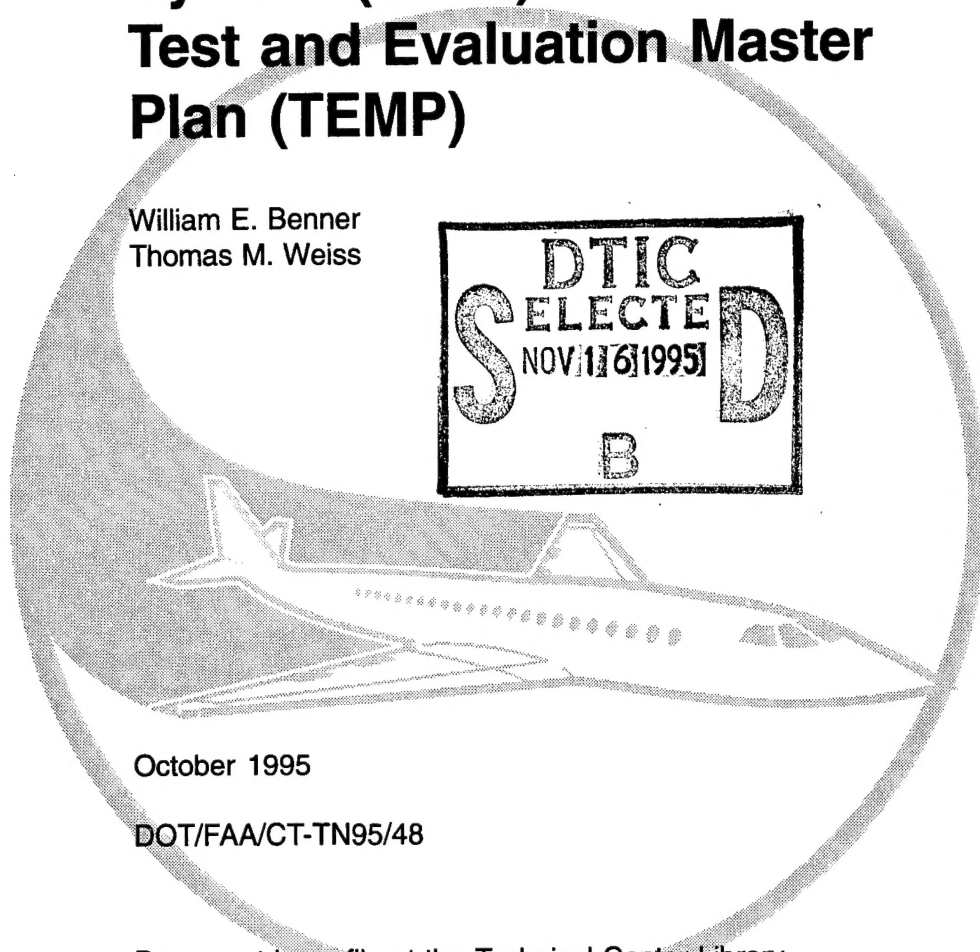 Test and Evaluation Master
Plan (TEMP)
William E. Benner
Thomas M. Weiss
DTIC
SELECTED
NOV 16 1995
S D
B
October 1995
DOT/FAA/CT-TN95/48